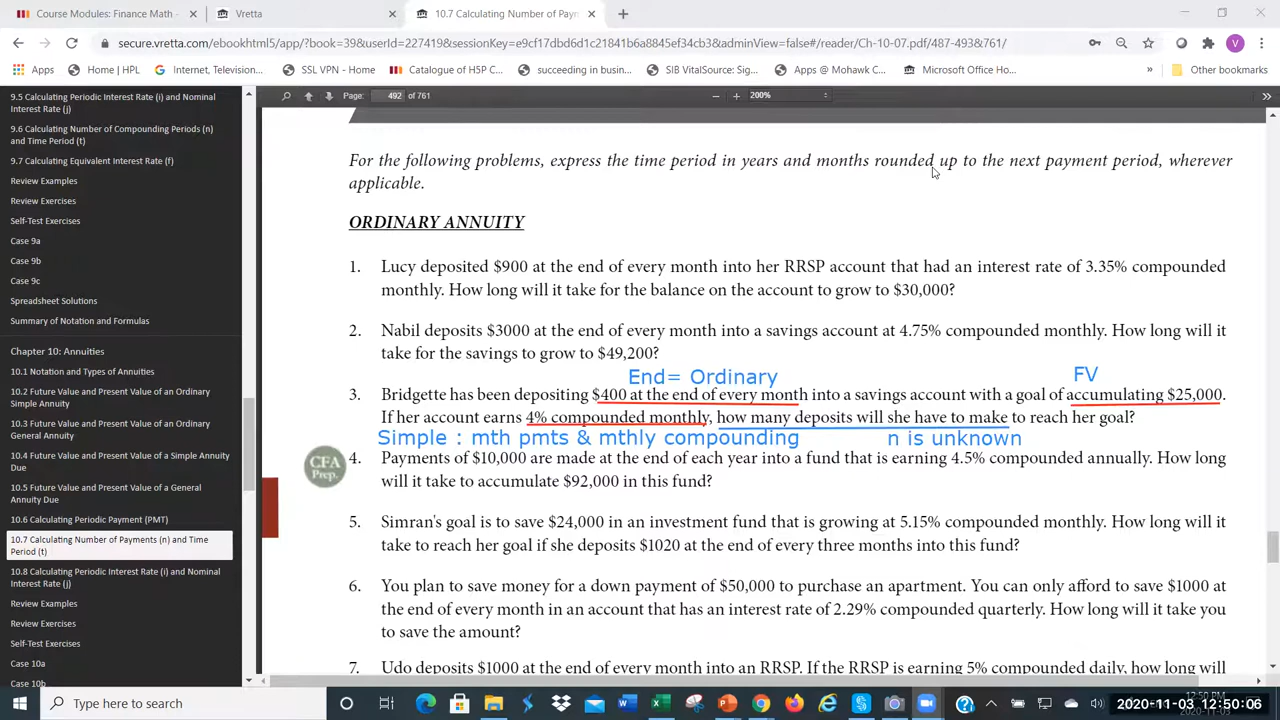 Course Modules: Finance Math
Vretta
10.7 Calculating Number of Payn
secure.vretta.com/ebookhtml5/app/?book=39&userId=227419&sessionKey=e9cf17dbd6d1c21841b6a8845ef34cb3&adminView=false#/reader/Ch-10-07.pdf/487-493&761/
V
Apps
Home | HPL
Internet, Television...
SSL VPN - Home
Catalogue of H5P C...
succeeding in busin...
SIB VitalSource: Sig...
Apps @ Mohawk C...
Microsoft Office Ho...
»
Other bookmarks
Page: 492 of 761
200%
9.5 Calculating Periodic Interest Rate (i) and Nominal
Interest Rate (j)
9.6 Calculating Number of Compounding Periods (n)
and Time Period (t)
9.7 Calculating Equivalent Interest Rate (f)
Review Examples
Review Exercises
Self-Test Exercises
Case 9a
Case 9b
Case 9c
Spreadsheet Solutions
Summary of Notation and Formulas
Chapter 10: Annuities
10.1 Notation and Types of Annuities
10.2 Future Value and Present Value of an Ordinary
Simple Annuity
10.3 Future Value and Present Value of an Ordinary
General Annuity
10.4 Future Value and Present Value of a Simple Annuity
Due
10.5 Future Value and Present Value of a General
Annuity Due
10.6 Calculating Periodic Payment (PMT)
10.7 Calculating Number of Payments (n) and Time
Period (t)
10.8 Calculating Periodic Interest Rate (i) and Nominal
Interest Rate (j)
Review Examples
Review Exercises
Self-Test Exercises
Case 10a
Case 10b
For the following problems, express the time period in years and months rounded up to the next payment period, wherever
applicable.
ORDINARY ANNUITY
1. Lucy deposited $900 at the end of every month into her RRSP account that had an interest rate of 3.35% compounded
monthly. How long will it take for the balance on the account to grow to $30,000?
2. Nabil deposits $3000 at the end of every month into a savings account at 4.75% compounded monthly. How long will it
take for the savings to grow to $49,200?
End= Ordinary
FV
3. Bridgette has been depositing $400 at the end of every month into a savings account with a goal of accumulating $25,000.
If her account earns 4% compounded monthly, how many deposits will she have to make to reach her goal?
Simple : mth pmts & mthly compounding
n is unknown
CFA
Prep.
4. Payments of $10,000 are made at the end of each year into a fund that is earning 4.5% compounded annually. How long
will it take to accumulate $92,000 in this fund?
5. Simran's goal is to save $24,000 in an investment fund that is growing at 5.15% compounded monthly. How long will it
take to reach her goal if she deposits $1020 at the end of every three months into this fund?
6. You plan to save money for a down payment of $50,000 to purchase an apartment. You can only afford to save $1000 at
the end of every month in an account that has an interest rate of 2.29% compounded quarterly. How long will it take you
to save the amount?
7. Udo deposits $1000 at the end of every month into an RRSP. If the RRSP is earning 5% compounded daily, how long will
Type here to search
2020-11-03 12:50:06